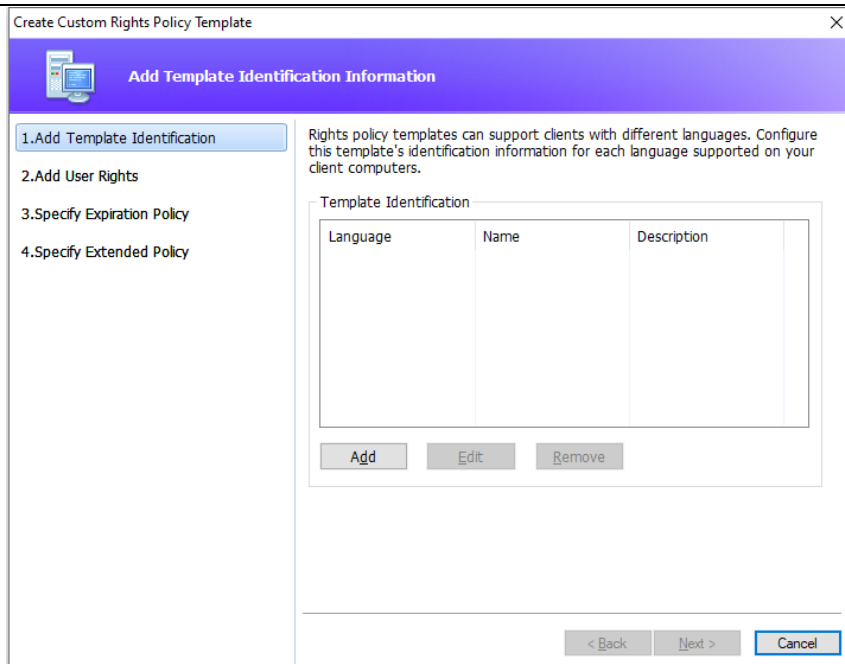 Create Custom Rights Policy Template
Add Template Identification Information
1.Add Template Identification
2.Add User Rights
3.Specify Expiration Policy
4.Specify Extended Policy
Rights policy templates can support clients with different languages. Configure
this template's identification information for each language supported on your
client computers.
Template Identification
Language Name Description
Add Edit Remove
< Back Next > Cancel